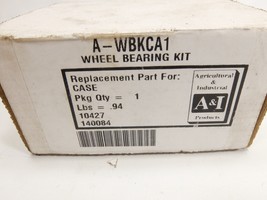 A-WBKCA1
WHEEL BEARING KIT
Replacement Part For:
CASE
Pkg Qty = 1
Lbs = .94
10427
140084
Agricultural &
Industrial
A&I
Products